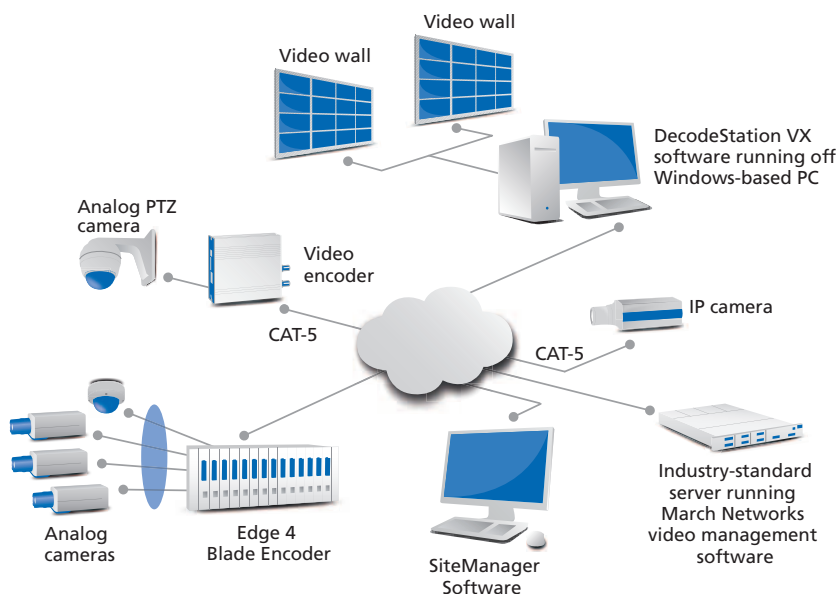 Video wall
Video wall
DecodeStation VX
software running off
Windows-based PC
Analog PTZ
camera
Video
encoder
CAT-5
IP camera
CAT-5
Analog
cameras
Edge 4
Blade Encoder
SiteManager
Software
Industry-standard
server running
March Networks
video management
software